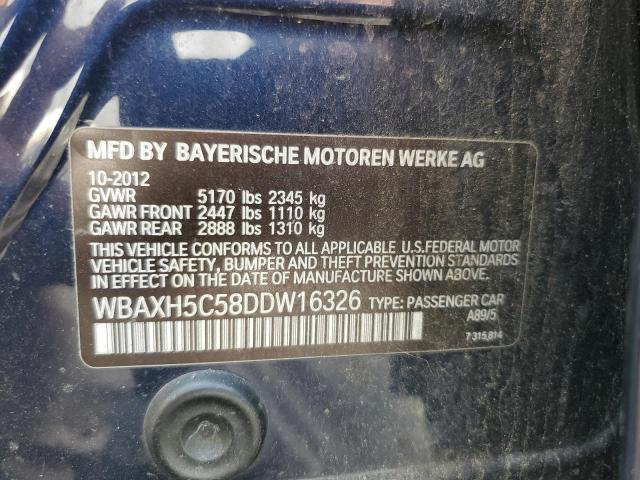 MFD BY BAYERISCHE MOTOREN WERKE AG
10-2012
GVWR 5170 lbs 2345 kg
GAWR FRONT 2447 lbs 1110 kg
GAWR REAR 2888 lbs 1310 kg
THIS VEHICLE CONFORMS TO ALL APPLICABLE U.S.FEDERAL MOTOR
VEHICLE SAFETY, BUMPER AND THEFT PREVENTION STANDARDS
IN EFFECT ON THE DATE OF MANUFACTURE SHOWN ABOVE.
WBAXH5C58DDW16326 TYPE: PASSENGER CAR
A89/5
7 315.814